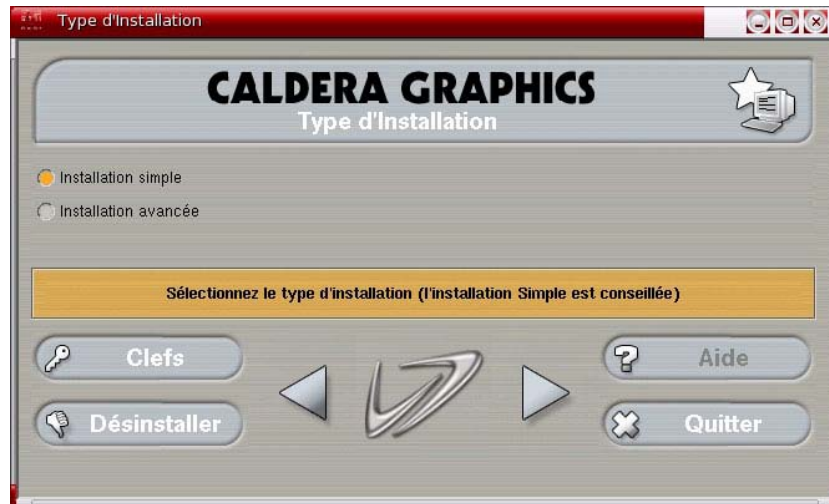 Type d'Installation
CALDERA GRAPHICS
Type d'Installation
Installation simple
Installation avancée
Sélectionnez le type d'installation (l'installation Simple est conseillée)
Clefs
Aide
Désinstaller
Quitter